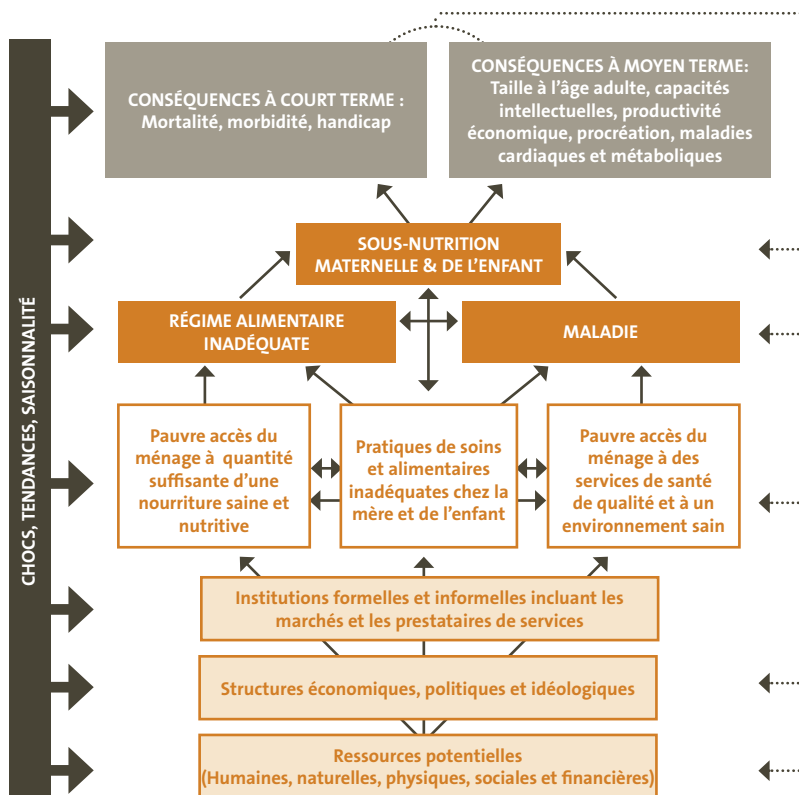 CHOCS, TENDANCES, SAISONNALITÉ
CONSÉQUENCES À COURT TERME :
Mortalité, morbidité, handicap
CONSÉQUENCES À MOYEN TERME:
Taille à l'âge adulte, capacités
intellectuelles, productivité
économique, procréation, maladies
cardiaques et métaboliques
SOUS-NUTRITION
MATERNELLE & DE L'ENFANT
RÉGIME ALIMENTAIRE
INADÉQUATE
MALADIE
Pauvre accès du
ménage à quantité
suffisante d'une
nourriture saine et
nutritive
Pratiques de soins
et alimentaires
inadéquates chez la
mère et de l'enfant
Pauvre accès du
ménage à des
services de santé
de qualité et à un
environnement sain
Institutions formelles et informelles incluant les
marchés et les prestataires de services
Structures économiques, politiques et idéologiques
Ressources potentielles
(Humaines, naturelles, physiques, sociales et financières)